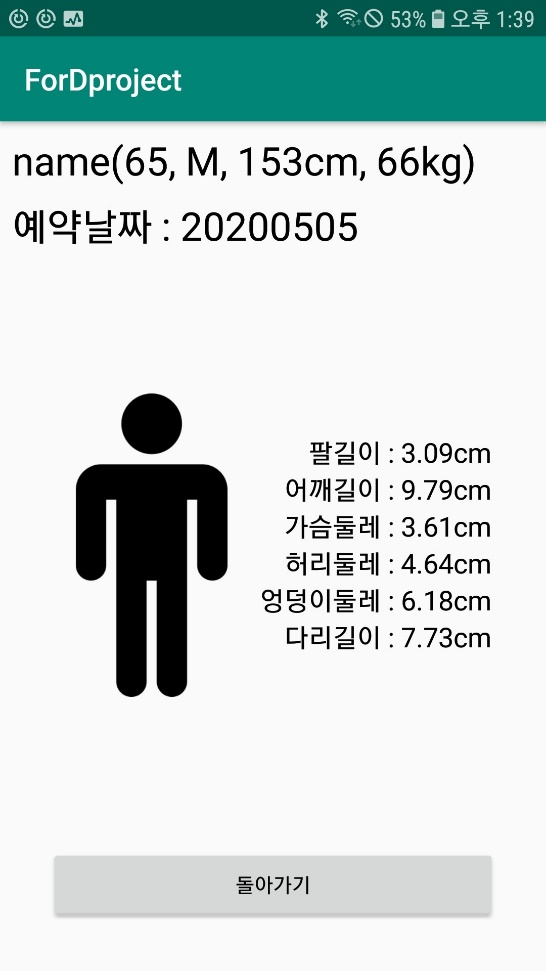 53% 오후 1:39
ForDproject
name(65, M, 153cm, 66kg)
예약날짜 : 20200505
팔길이 : 3.09cm
어깨길이 : 9.79cm
가슴둘레 : 3.61cm
허리둘레 : 4.64cm
엉덩이둘레 : 6.18cm
다리길이 : 7.73cm
돌아가기